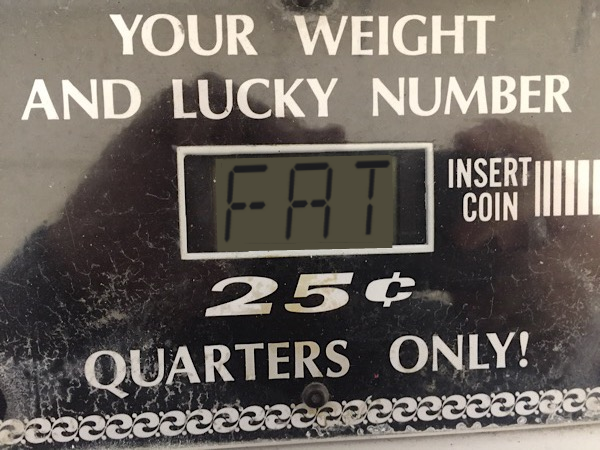 YOUR WEIGHT
AND LUCKY NUMBER
FAT
INSERT
COIN
25¢
QUARTERS ONLY!